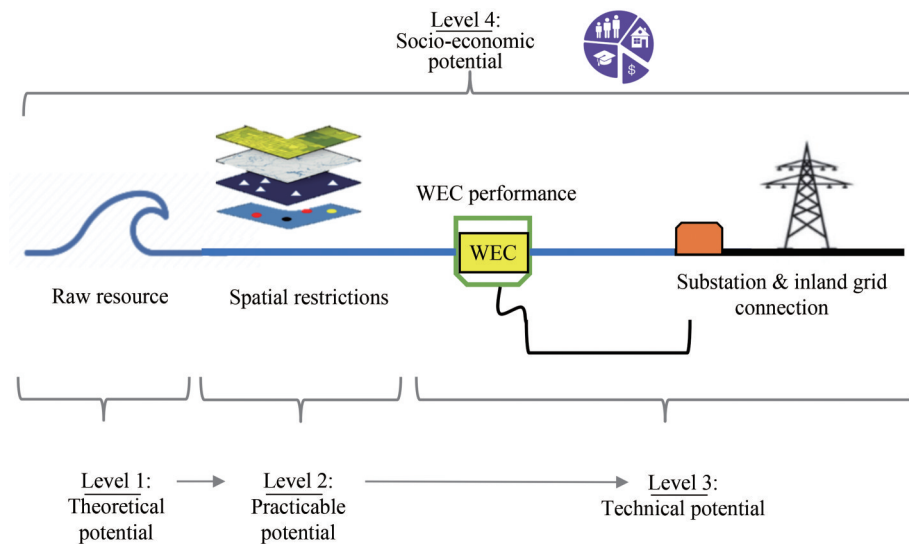 Level 4:
Socio-economic
potential
$
WEC performance
WEC
Raw resource
Spatial restrictions
Substation & inland grid
connection
Level 1:
Theoretical
potential
Level 2:
Practicable
potential
Level 3:
Technical potential